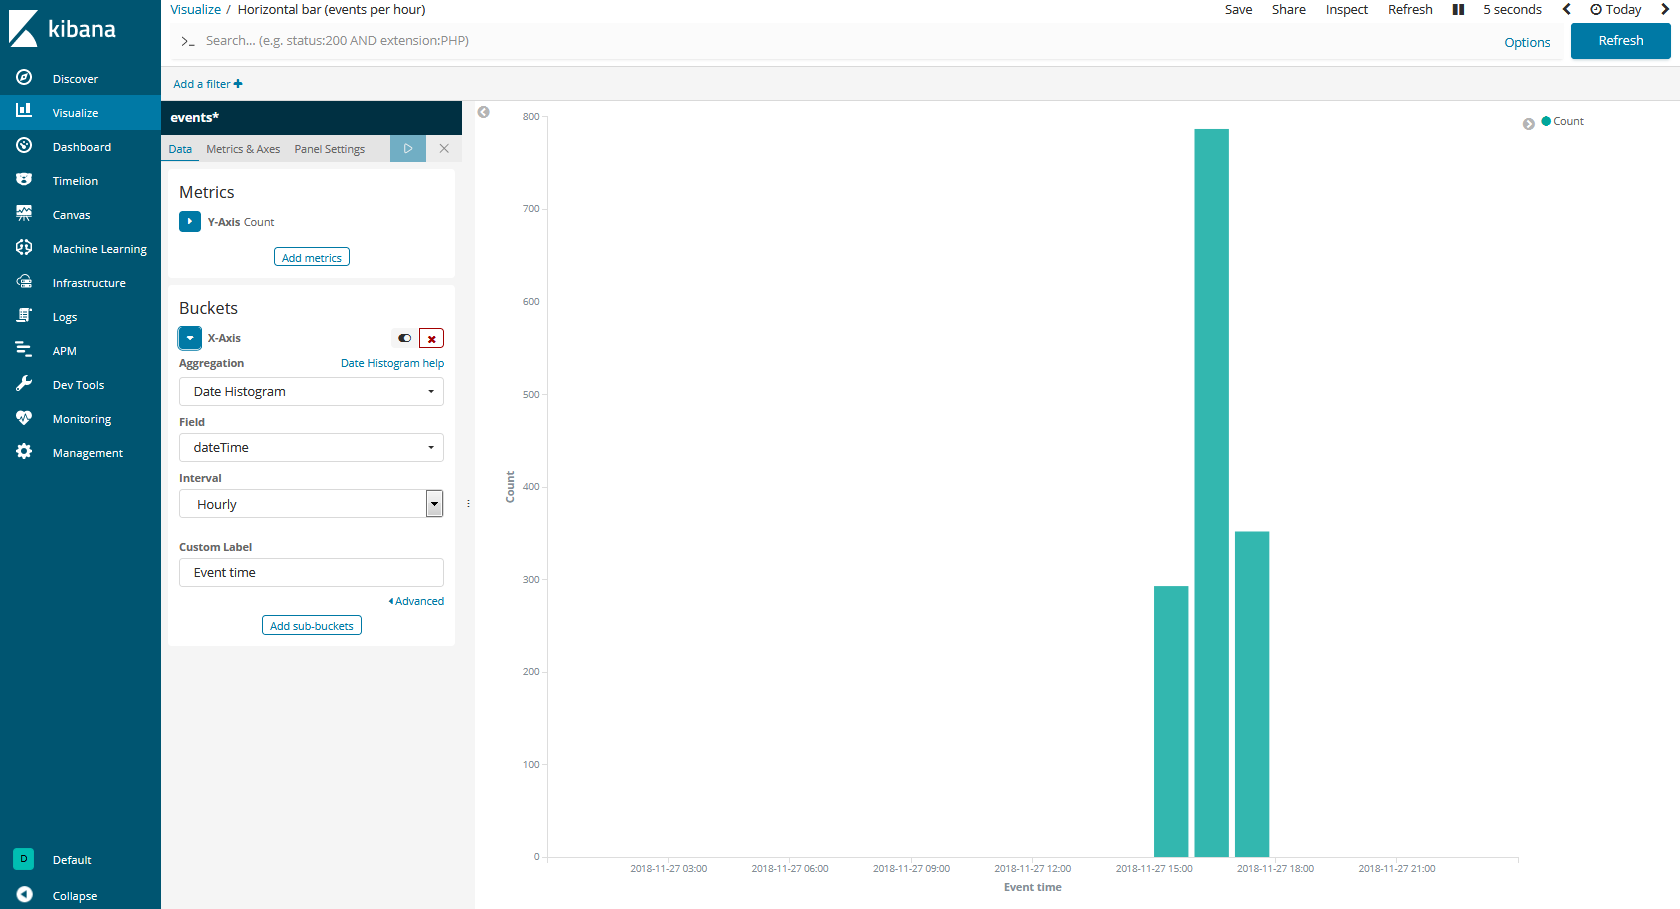 kibana
Discover
Visualize
Dashboard
Timelion
Canvas
Machine Learning
Infrastructure
Logs
APM
Dev Tools
Monitoring
Management
D Default
Collapse
Visualize / Horizontal bar (events per hour)
Save Share Inspect Refresh 5 seconds Today
>_ Search... (e.g. status:200 AND extension:PHP) Options Refresh
Add a filter +
events*
Data Metrics & Axes Panel Settings
Metrics
Y-Axis Count
Add metrics
Buckets
X-Axis
Aggregation Date Histogram help
Date Histogram
Field
dateTime
Interval
Hourly
Custom Label
Event time
Advanced
Add sub-buckets
Count
800
700
600
500
400
300
200
100
0
Count
2018-11-27 03:00 2018-11-27 06:00 2018-11-27 09:00 2018-11-27 12:00 2018-11-27 15:00 2018-11-27 18:00 2018-11-27 21:00
Event time